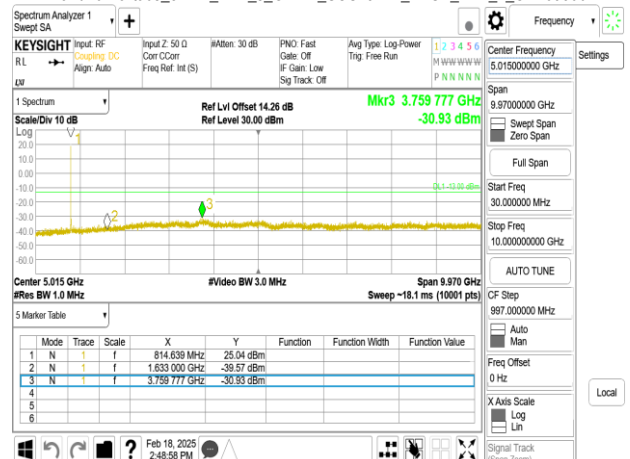 Spectrum Analyzer 1
Swept SA
Frequency
KEYSIGHT
RL
LXI
Input: RF
Coupling: DC
Align: Auto
Input Z: 50 Ω
Corr CCorr
Freq Ref: Int (S)
#Atten: 30 dB
PNO: Fast
Gate: Off
IF Gain: Low
Sig Track: Off
Avg Type: Log-Power
Trig: Free Run
1 2 3 4 5 6
M W W W W W
P N N N N N
Center Frequency
5.015000000 GHz
Settings
Span
9.97000000 GHz
Swept Span
Zero Span
Full Span
Start Freq
30.000000 MHz
Stop Freq
10.000000000 GHz
AUTO TUNE
CF Step
997.000000 MHz
Auto
Man
Freq Offset
0 Hz
X Axis Scale
Log
Lin
Signal Track
(Span Zoom)
Local
1 Spectrum
Scale/Div 10 dB
Log
Ref Lvl Offset 14.26 dB
Ref Level 30.00 dBm
Mkr3 3.759 777 GHz
-30.93 dBm
20.0
10.0
0.00
-10.0
-20.0
-30.0
-40.0
-50.0
-60.0
1
2
3
DL1 -13.00 dBm
Center 5.015 GHz
#Res BW 1.0 MHz
#Video BW 3.0 MHz
Span 9.970 GHz
Sweep ~18.1 ms (10001 pts)
5 Marker Table
Mode Trace Scale X Y Function Function Width Function Value
1 N 1 f 814.639 MHz 25.04 dBm
2 N 1 f 1.633 000 GHz -39.57 dBm
3 N 1 f 3.759 777 GHz -30.93 dBm
4
5
6
?
Feb 18, 2025
2:48:58 PM